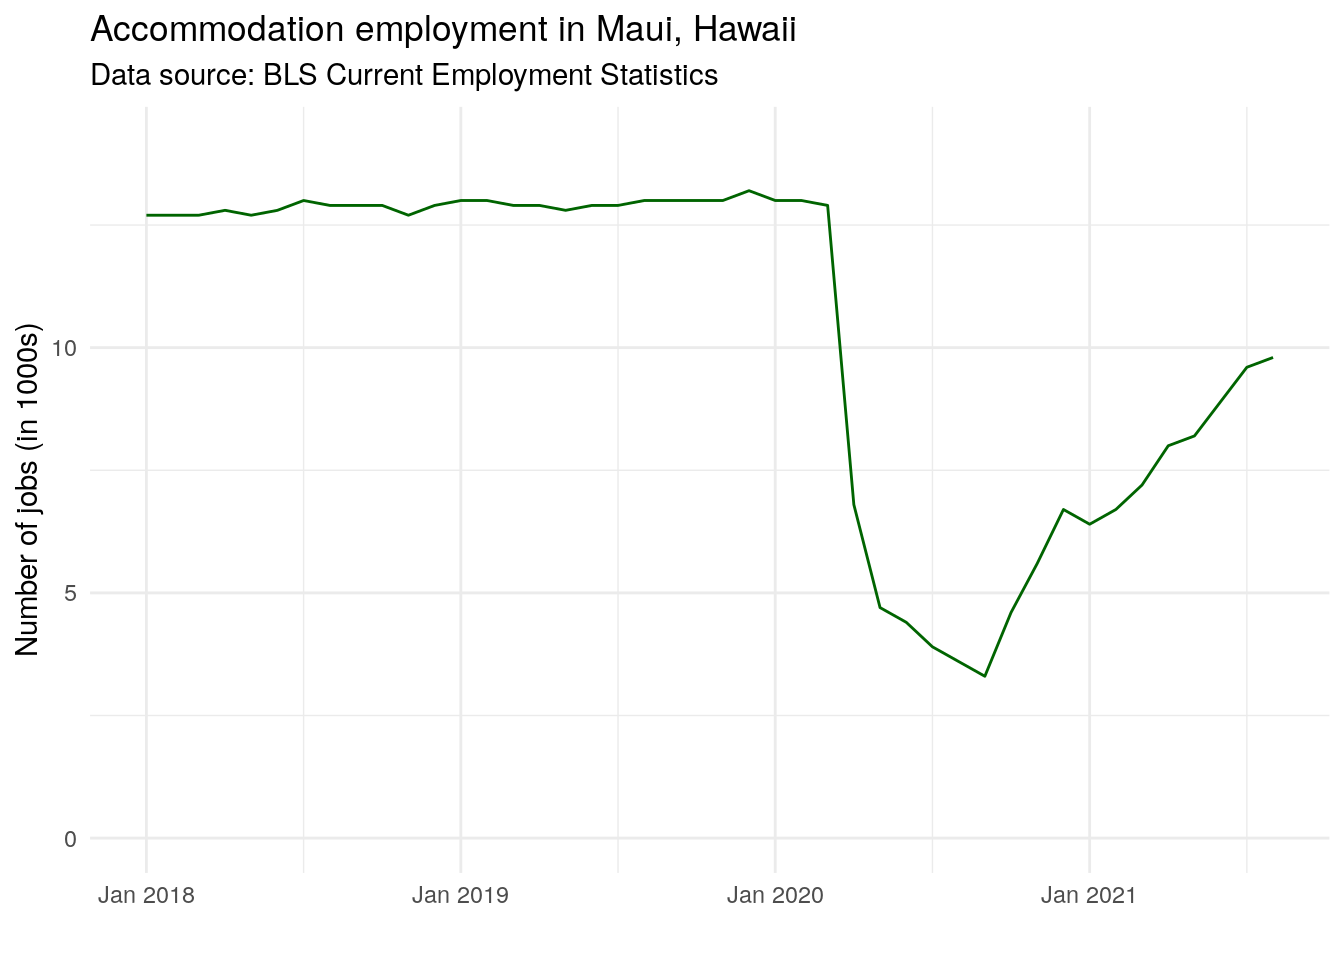 Accommodation employment in Maui, Hawaii
Data source: BLS Current Employment Statistics
Number of jobs (in 1000s)
10
5
0
Jan 2018
Jan 2019
Jan 2020
Jan 2021